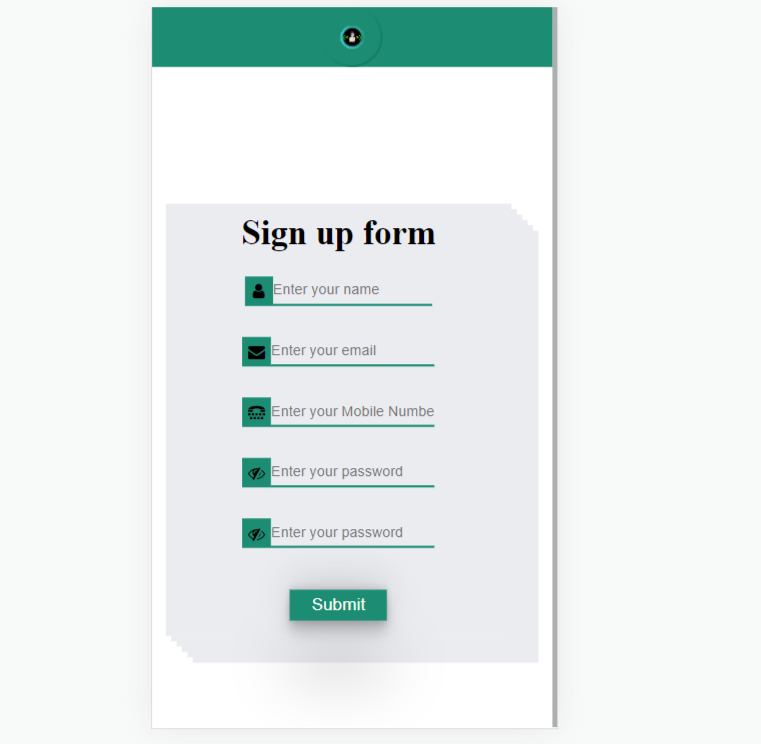 Sign up form
Enter your name
Enter your email
Enter your Mobile Numbe
Enter your password
Enter your password
Submit